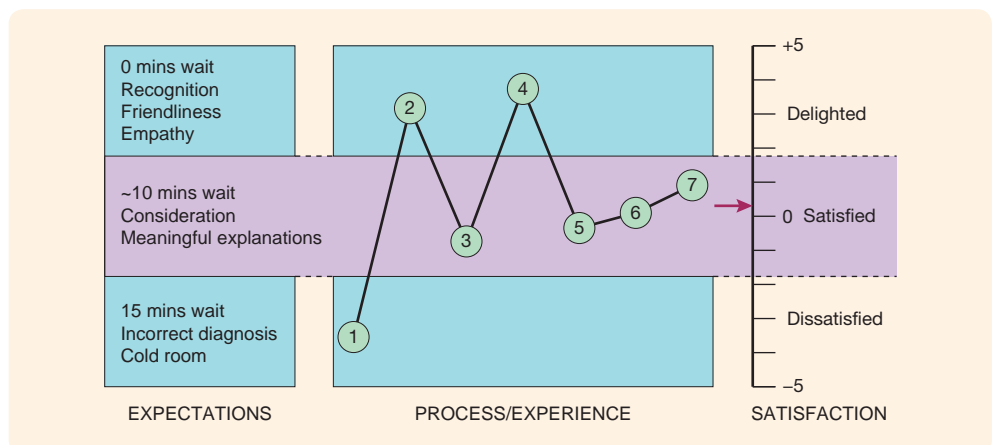 0 mins wait
Recognition
Friendliness
Empathy
~10 mins wait
Consideration
Meaningful explanations
15 mins wait
Incorrect diagnosis
Cold room
1
2
3
4
5
6
7
+5
Delighted
0 Satisfied
Dissatisfied
–5
EXPECTATIONS
PROCESS/EXPERIENCE
SATISFACTION